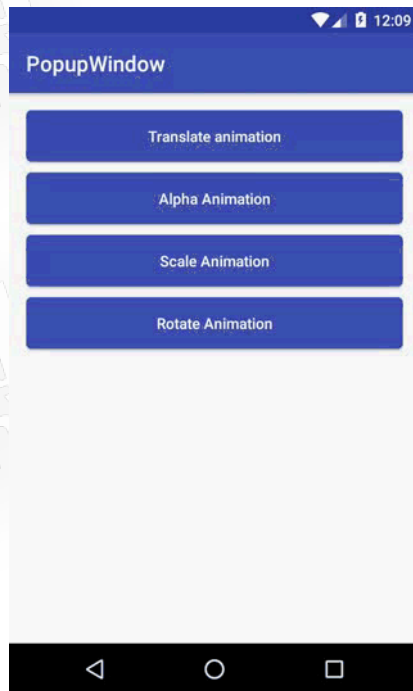 12:09
PopupWindow
Translate animation
Alpha Animation
Scale Animation
Rotate Animation